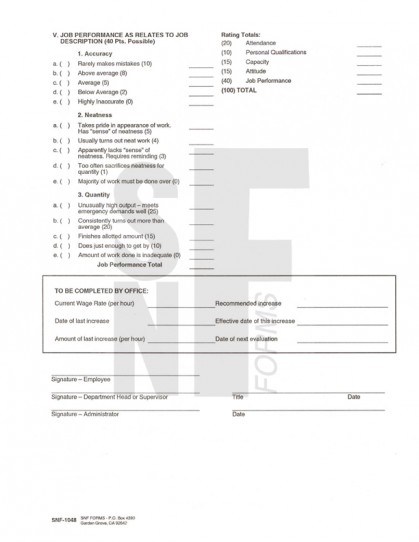 V. JOB PERFORMANCE AS RELATES TO JOB
DESCRIPTION (40 Pts. Possible)
1. Accuracy
a. ( ) Rarely makes mistakes (10)
b. ( ) Above average (8)
c. ( ) Average (5)
d. ( ) Below Average (2)
e. ( ) Highly Inaccurate (0)
2. Neatness
a. ( ) Takes pride in appearance of work.
Has "sense" of neatness (5)
b. ( ) Usually turns out neat work (4)
c. ( ) Apparently lacks "sense" of
neatness. Requires reminding (3)
d. ( ) Too often sacrifices neatness for
quantity (1)
e. ( ) Majority of work must be done over (0)
3. Quantity
a. ( ) Unusually high output – meets
emergency demands well (25)
b. ( ) Consistently turns out more than
average (20)
c. ( ) Finishes allotted amount (15)
d. ( ) Does just enough to get by (10)
e. ( ) Amount of work done is inadequate (0)
Job Performance Total
Rating Totals:
(20) Attendance
(10) Personal Qualifications
(15) Capacity
(15) Attitude
(40) Job Performance
(100) TOTAL
SNF
FORMS
TO BE COMPLETED BY OFFICE:
Current Wage Rate (per hour) Recommended increase
Date of last increase Effective date of this increase
Amount of last increase (per hour) Date of next evaluation
Signature – Employee
Signature – Department Head or Supervisor Title Date
Signature – Administrator Date
SNF-1048 SNF FORMS - P.O. Box
Garden Grove, CA